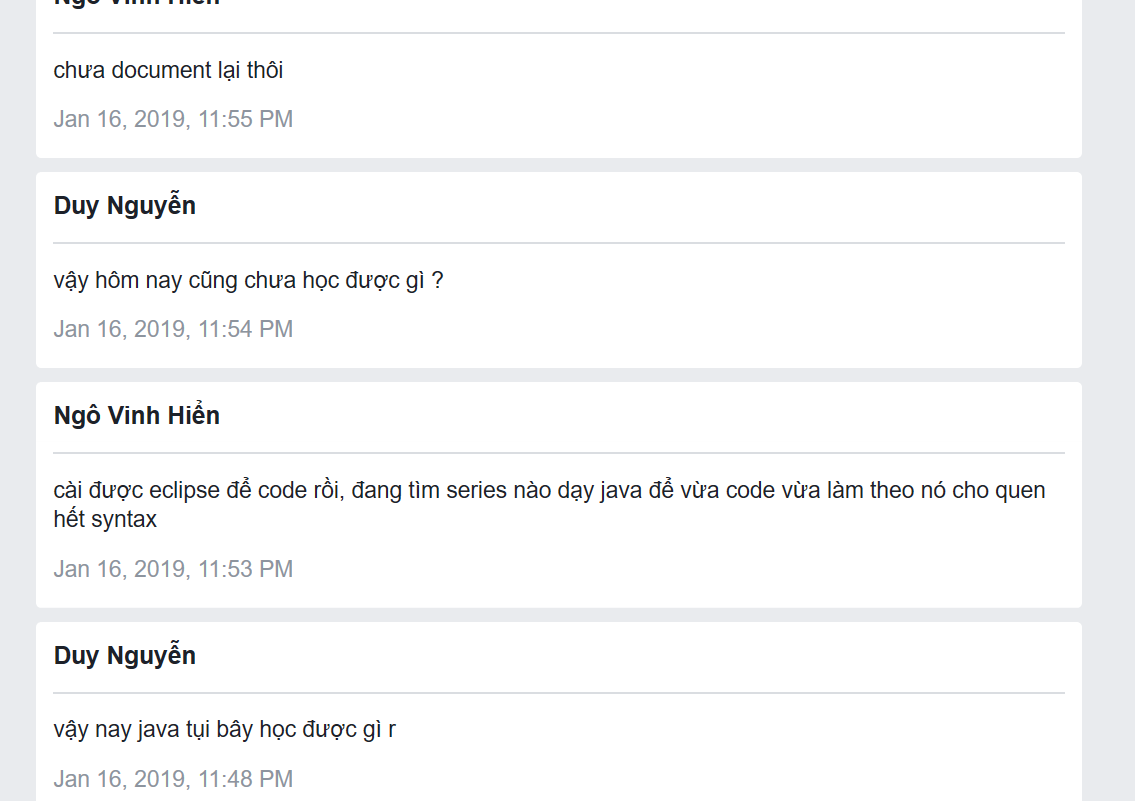 Ngô Vinh Hiển
chưa document lại thôi
Jan 16, 2019, 11:55 PM
Duy Nguyễn
vậy hôm nay cũng chưa học được gì ?
Jan 16, 2019, 11:54 PM
Ngô Vinh Hiển
cài được eclipse để code rồi, đang tìm series nào dạy java để vừa code vừa làm theo nó cho quen
hết syntax
Jan 16, 2019, 11:53 PM
Duy Nguyễn
vậy nay java tụi bây học được gì r
Jan 16, 2019, 11:48 PM